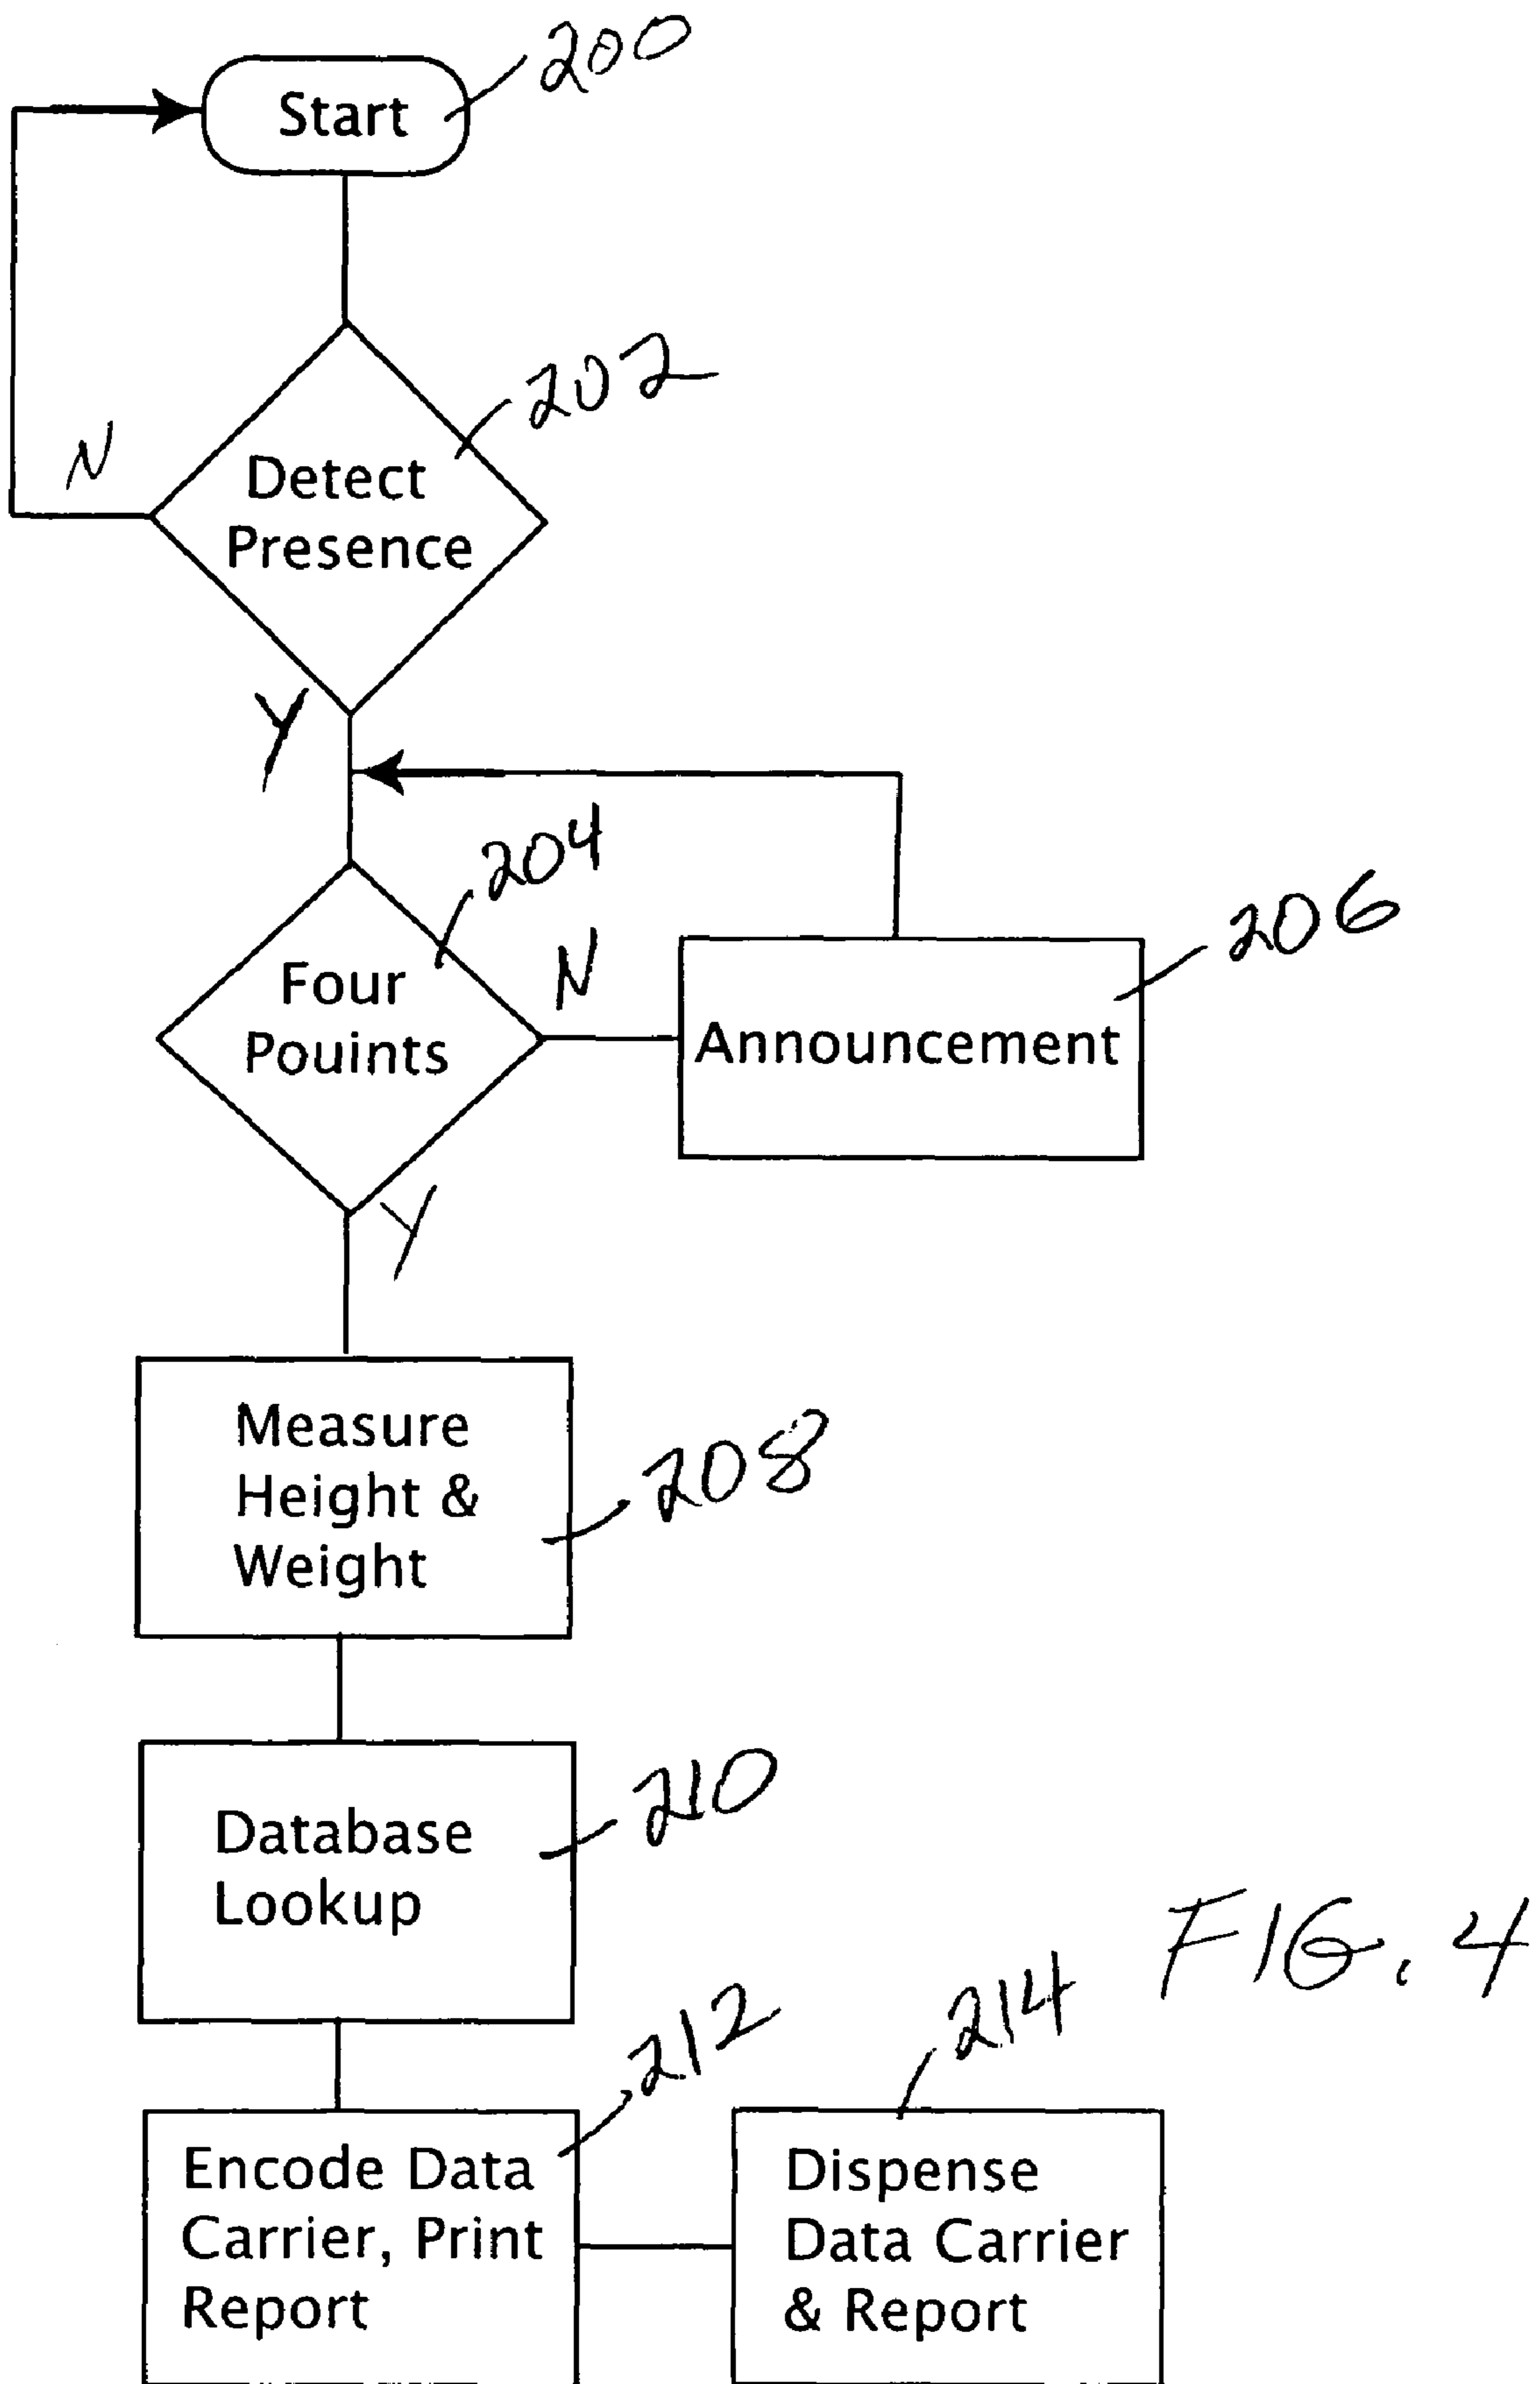 200
Start
202
N
Detect
Presence
Y
204
N
206
Four
Pouints
Announcement
Y
Measure
Height &
Weight
208
Database
Lookup
210
FIG. 4
212
214
Encode Data
Carrier, Print
Report
Dispense
Data Carrier
& Report